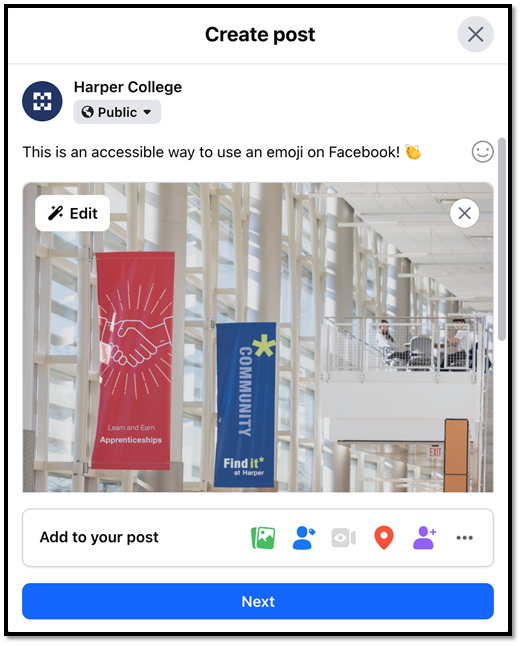 Create post
Harper College
Public
This is an accessible way to use an emoji on Facebook! 👏
Edit
Learn and Earn
Apprenticeships
COMMUNITY
Find it*
at Harper
EXIT
Add to your post
Next